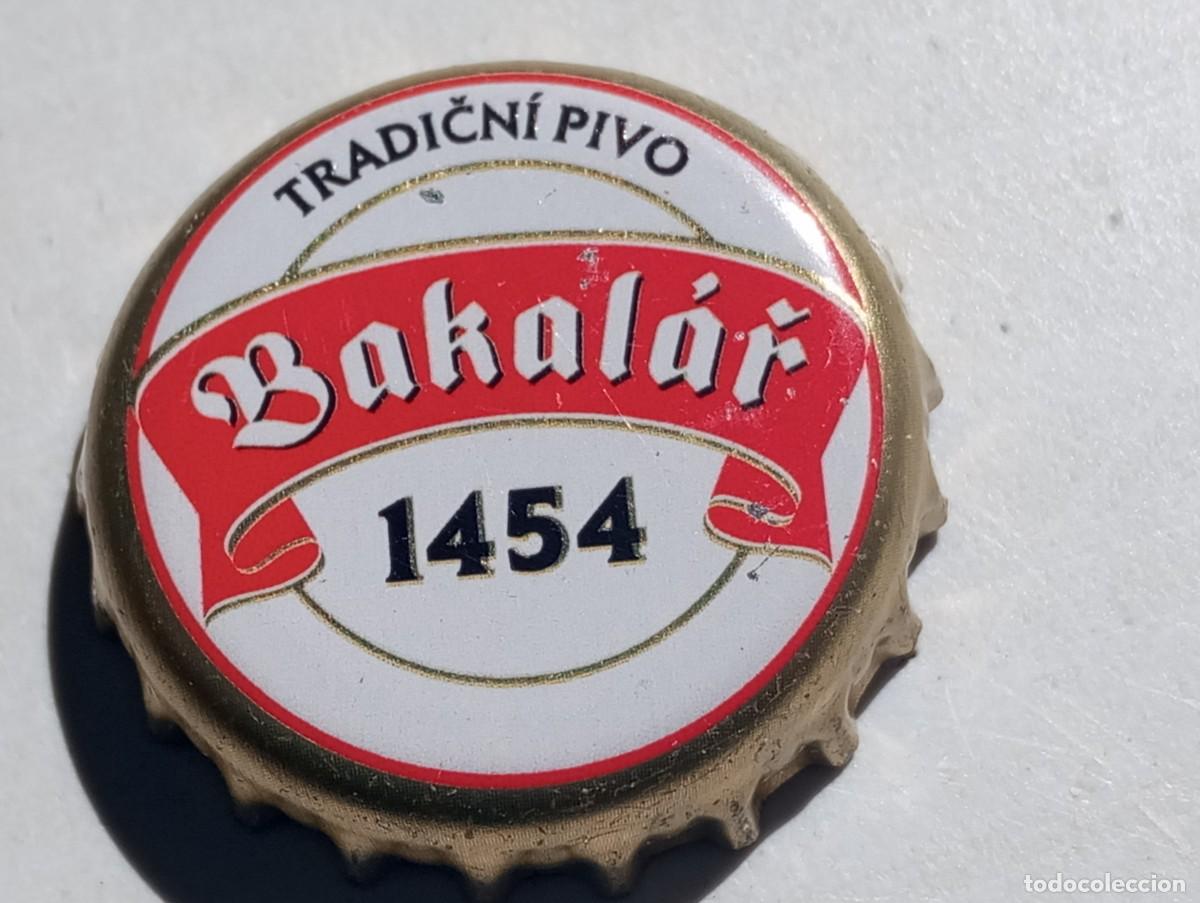 TRADIČNÍ PIVO
Bakalář
1454
todocoleccion